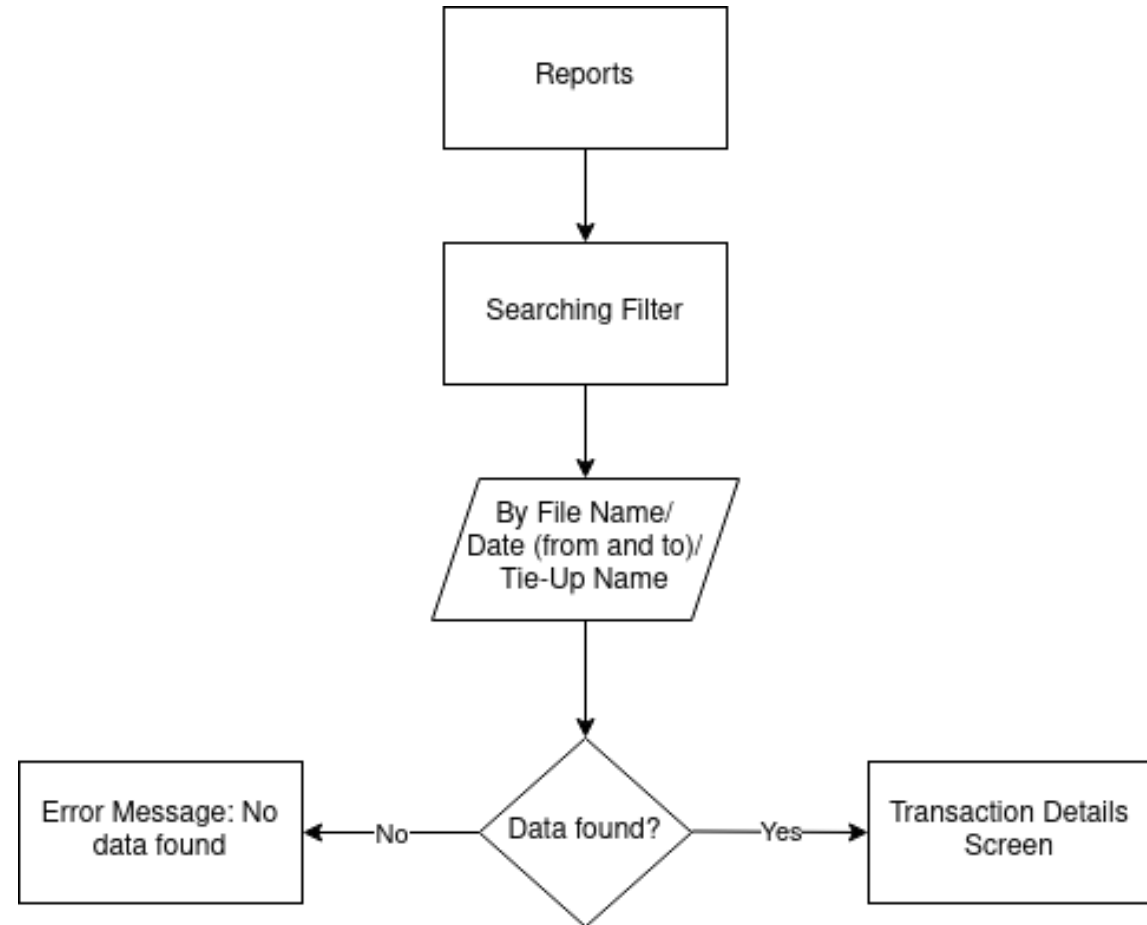 Reports
Searching Filter
By File Name/
Date (from and to)/
Tie-Up Name
Error Message: No
data found
No
Data found?
Yes
Transaction Details
Screen